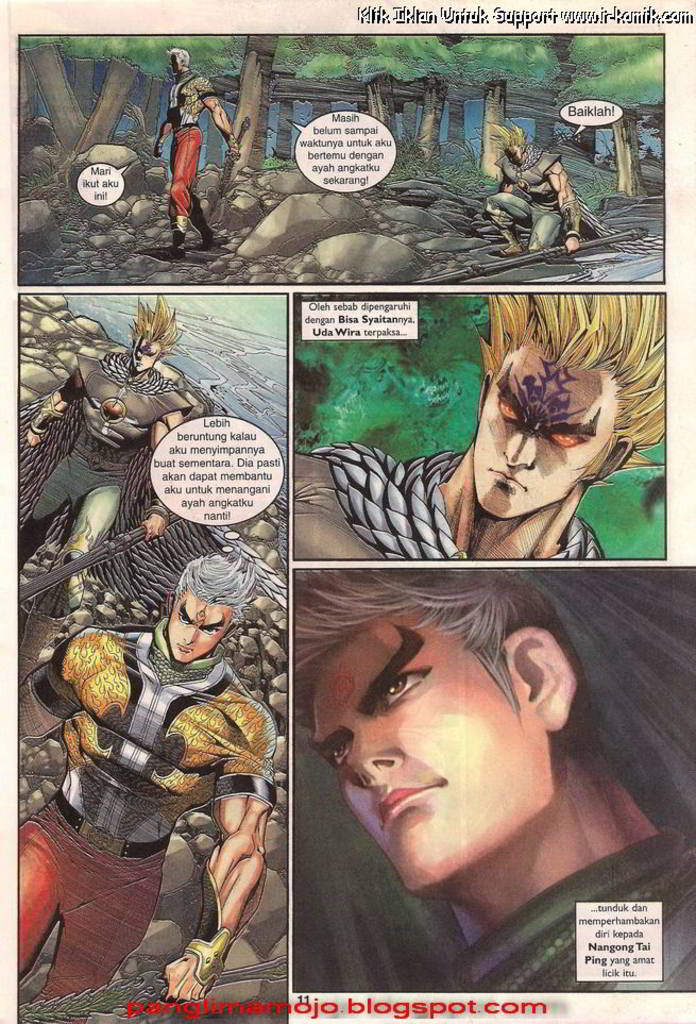 Klik Iklan Untuk Support www.ir-komik.com
Mari
ikut aku
ini!
Masih
belum sampai
waktunya untuk aku
bertemu dengan
ayah angkatku
sekarang!
Baiklah!
Lebih
beruntung kalau
aku menyimpannya
buat sementara. Dia pasti
akan dapat membantu
aku untuk menangani
ayah angkatku
nanti!
Oleh sebab dipengaruhi
dengan Bisa Syaitannya,
Uda Wira terpaksa...
...tunduk dan
memperhambakan
diri kepada
Nangong Tai
Ping yang amat
licik itu.
11
panglimamojo.blogspot.com